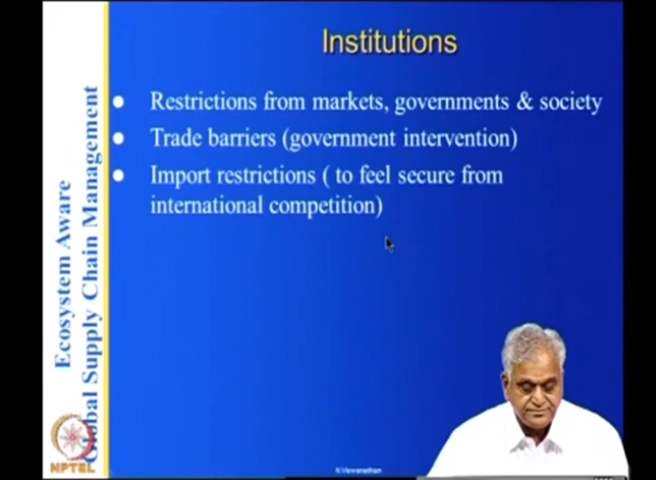 Institutions
Restrictions from markets, governments & society
Trade barriers (government intervention)
Import restrictions ( to feel secure from
international competition)
Ecosystem Aware
Global Supply Chain Management
NPTEL
N.Viswanadham